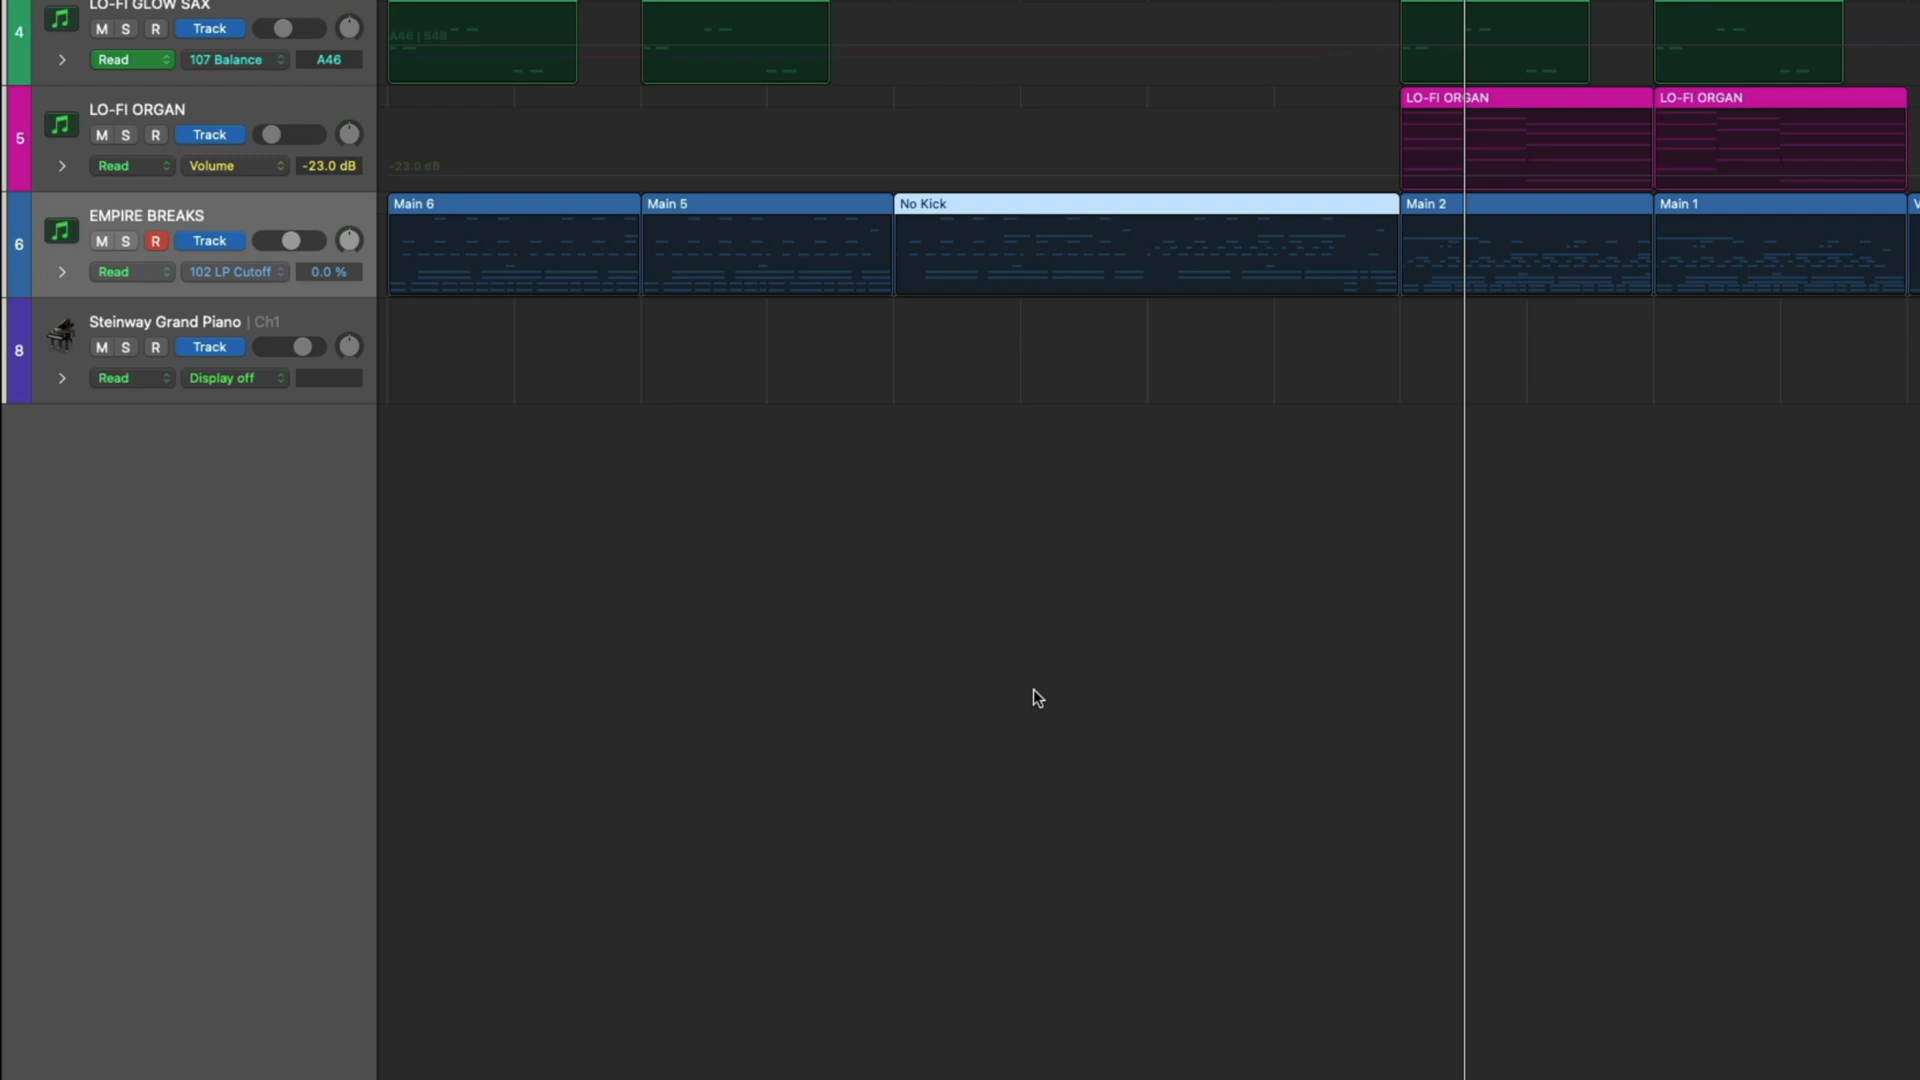 LO-FI GLOW SAX
4
M S R Track
Read 107 Balance A46
A46 | 54B
LO-FI ORGAN
5
M S R Track
Read Volume -23.0 dB
-23.0 dB
LO-FI ORGAN LO-FI ORGAN
EMPIRE BREAKS
6
M S R Track
Read 102 LP Cutoff 0.0 %
Main 6 Main 5 No Kick Main 2 Main 1 V
Steinway Grand Piano | Ch1
8
M S R Track
Read Display off